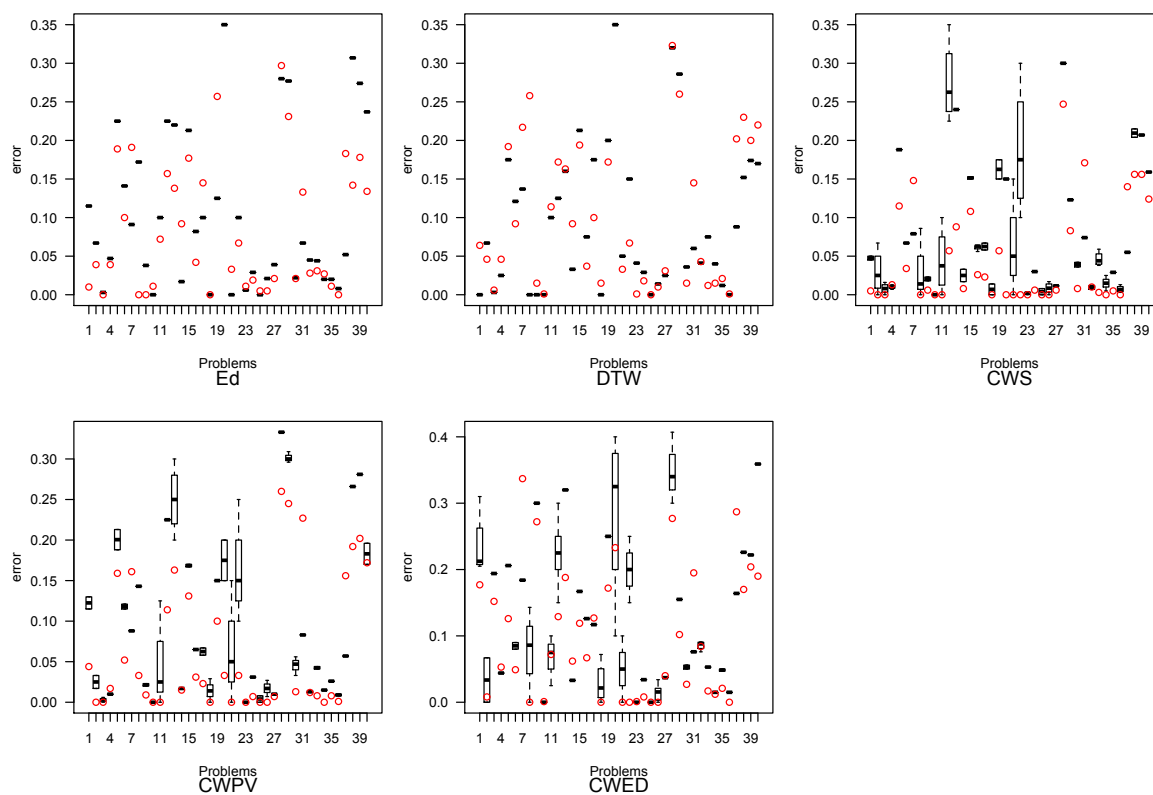 error
0.00 0.05 0.10 0.15 0.20 0.25 0.30 0.35
1 4 7 11 15 19 23 27 31 35 39
Problems
Ed
0.00 0.05 0.10 0.15 0.20 0.25 0.30 0.35
1 4 7 11 15 19 23 27 31 35 39
Problems
error
DTW
0.00 0.05 0.10 0.15 0.20 0.25 0.30 0.35
1 4 7 11 15 19 23 27 31 35 39
Problems
error
CWS
0.00 0.05 0.10 0.15 0.20 0.25 0.30
1 4 7 11 15 19 23 27 31 35 39
Problems
error
CWPV
0.0 0.1 0.2 0.3 0.4
1 4 7 11 15 19 23 27 31 35 39
Problems
error
CWED